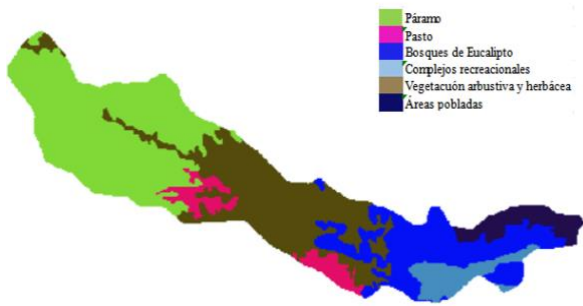 Páramo
Pasto
Bosques de Eucalipto
Complejos recreacionales
Vegetacuón arbustiva y herbácea
Áreas pobladas